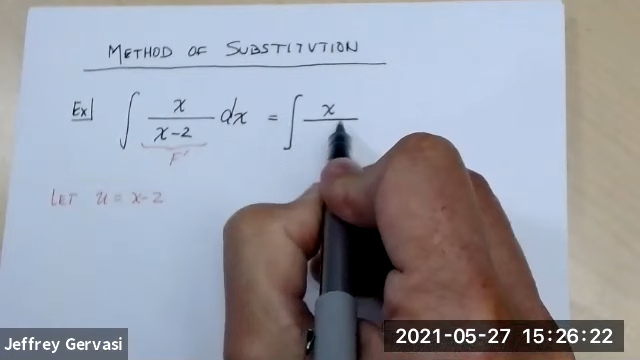 METHOD OF SUBSTITUTION
Ex| ∫ x/(x-2) dx = ∫ x/
F'
LET u = x-2
Jeffrey Gervasi
2021-05-27 15:26:22